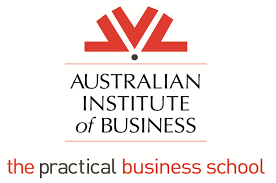 AUSTRALIAN
INSTITUTE
of BUSINESS
the practical business school